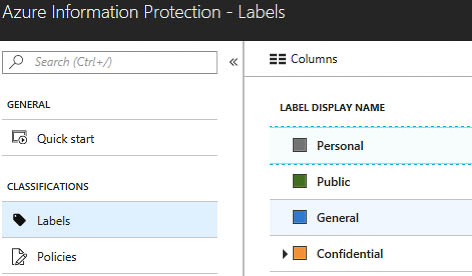 Azure Information Protection - Labels
Search (Ctrl+/)
GENERAL
Quick start
CLASSIFICATIONS
Labels
Policies
Columns
LABEL DISPLAY NAME
Personal
Public
General
Confidential